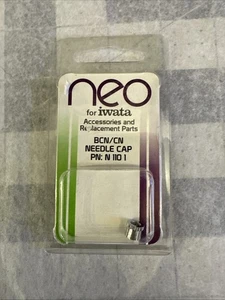 neo
for iwata
Accessories and
Replacement Parts
BCN/CN
NEEDLE CAP
PN: N 110 1